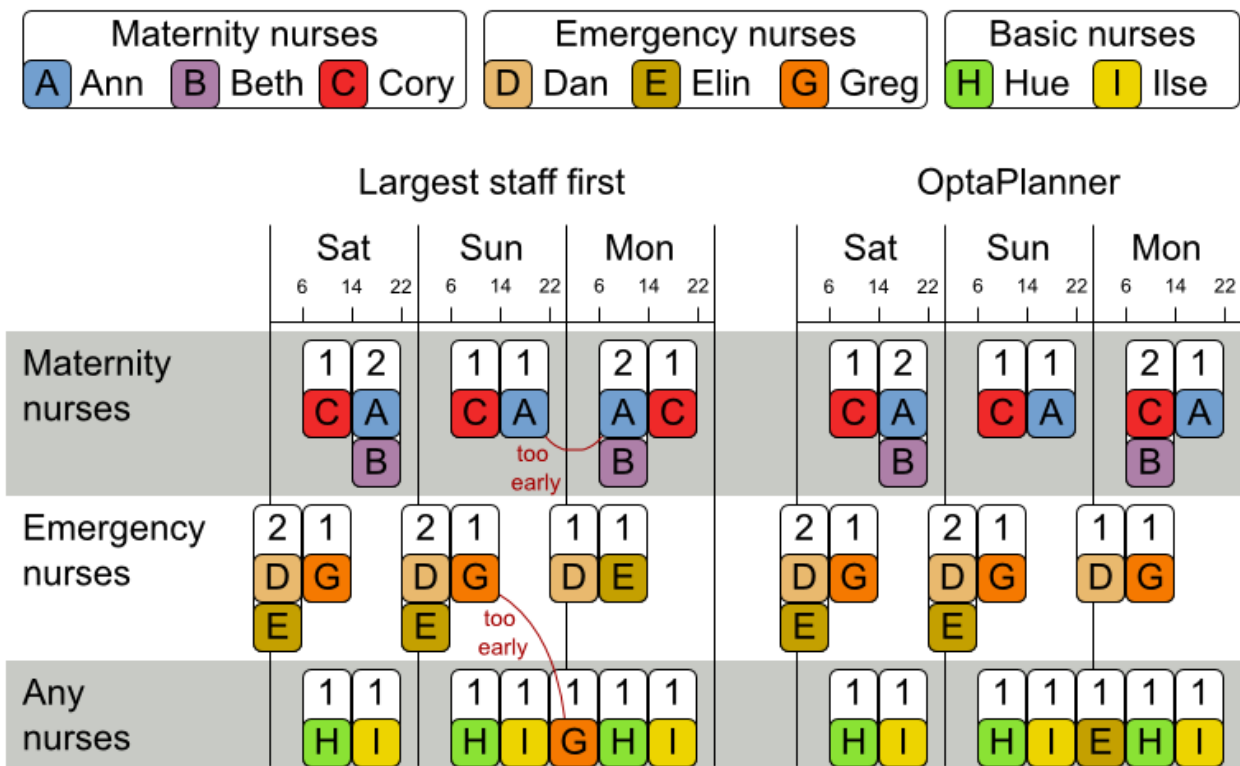 Maternity nurses Emergency nurses Basic nurses
A Ann B Beth C Cory D Dan E Elin G Greg H Hue I Ilse
Largest staff first OptaPlanner
Sat Sun Mon Sat Sun Mon
6 14 22 6 14 22 6 14 22 6 14 22 6 14 22 6 14 22
Maternity 1 2 1 1 2 1 1 2 1 1 2 1
nurses C A C A A C C A C A C A
B too B B B
early
Emergency 2 1 2 1 1 1 2 1 2 1 1 1
nurses D G D G D E D G D G D G
E E too E E
early
Any 1 1 1 1 1 1 1 1 1 1 1 1 1 1
nurses H I H I G H I H I H I E H I